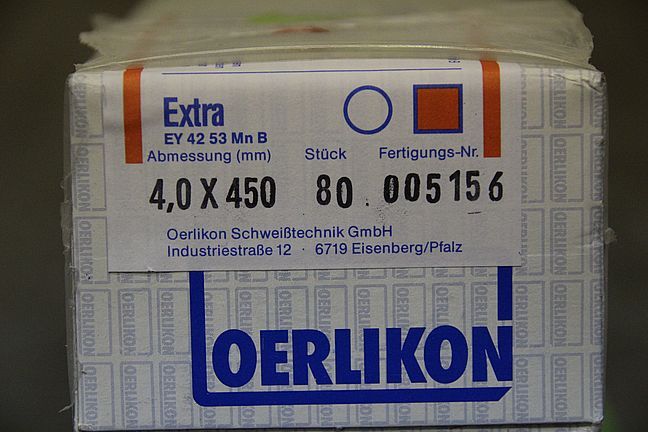 Extra
EY 42 53 Mn B
Abmessung (mm) Stück Fertigungs-Nr.
4,0 X 450 80 005156
Oerlikon Schweißtechnik GmbH
Industriestraße 12 · 6719 Eisenberg/Pfalz
OERLIKON